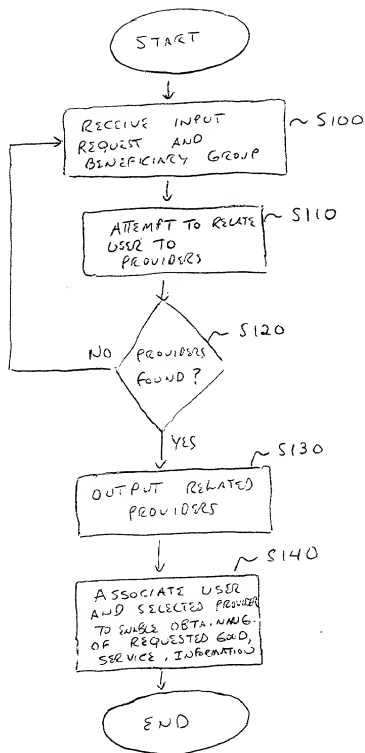 START
RECEIVE INPUT
REQUEST AND
BENEFICIARY GROUP
S100
ATTEMPT TO RELATE
USER TO
PROVIDERS
S110
PROVIDERS
FOUND?
S120
NO
YES
OUTPUT RELATED
PROVIDERS
S130
ASSOCIATE USER
AND SELECTED PROVIDER
TO ENABLE OBTAINING
OF REQUESTED GOOD,
SERVICE, INFORMATION
S140
END